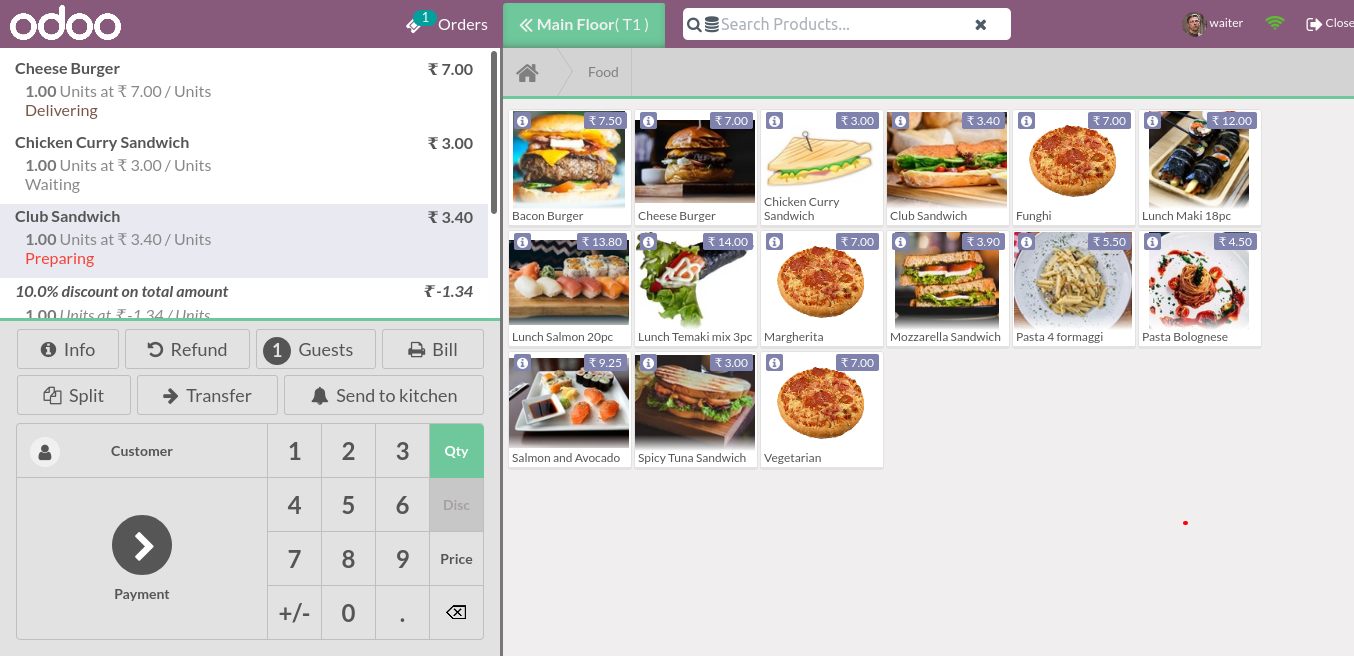 odoo
1
Orders
Main Floor ( T1 )
Search Products...
waiter
Close
Cheese Burger ₹ 7.00
1.00 Units at ₹ 7.00 / Units
Delivering
Chicken Curry Sandwich ₹ 3.00
1.00 Units at ₹ 3.00 / Units
Waiting
Club Sandwich ₹ 3.40
1.00 Units at ₹ 3.40 / Units
Preparing
10.0% discount on total amount ₹ -1.34
1.00 Units at ₹ -1.34 / Units
Info
Refund
1 Guests
Bill
Split
Transfer
Send to kitchen
Customer
1 2 3 Qty
4 5 6 Disc
7 8 9 Price
+/- 0 .
Payment
Food
₹ 7.50
Bacon Burger
₹ 7.00
Cheese Burger
₹ 3.00
Chicken Curry
Sandwich
₹ 3.40
Club Sandwich
₹ 7.00
Funghi
₹ 12.00
Lunch Maki 18pc
₹ 13.80
Lunch Salmon 20pc
₹ 14.00
Lunch Temaki mix 3pc
₹ 7.00
Margherita
₹ 3.90
Mozzarella Sandwich
₹ 5.50
Pasta 4 formaggi
₹ 4.50
Pasta Bolognese
₹ 9.25
Salmon and Avocado
₹ 3.00
Spicy Tuna Sandwich
₹ 7.00
Vegetarian